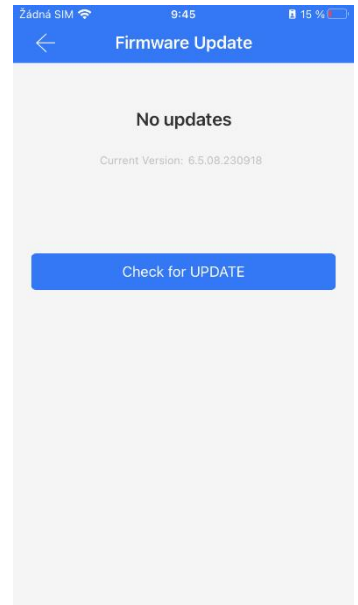 Žádná SIM 9:45 15 %
Firmware Update
No updates
Current Version: 6.5.08.230918
Check for UPDATE